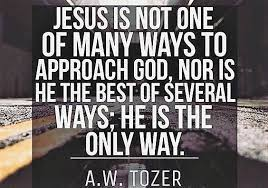 JESUS IS NOT ONE
OF MANY WAYS TO
APPROACH GOD, NOR IS
HE THE BEST OF SEVERAL
WAYS; HE IS THE
ONLY WAY.
A.W. TOZER